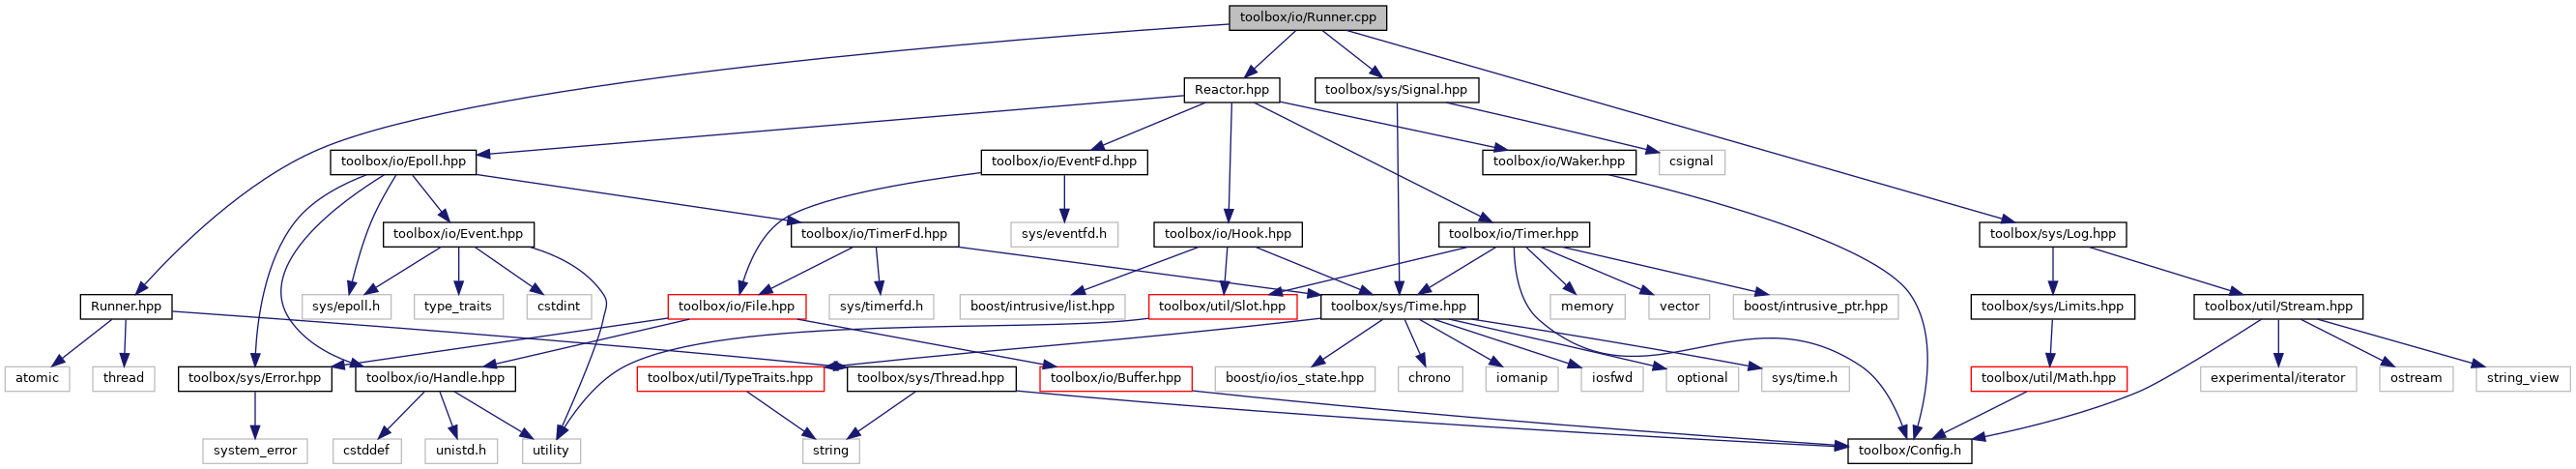 toolbox/io/Runner.cpp
Reactor.hpp
toolbox/sys/Signal.hpp
toolbox/io/Epoll.hpp
toolbox/io/EventFd.hpp
toolbox/io/Waker.hpp
csignal
toolbox/io/Event.hpp
toolbox/io/TimerFd.hpp
sys/eventfd.h
toolbox/io/Hook.hpp
toolbox/io/Timer.hpp
toolbox/sys/Log.hpp
Runner.hpp
sys/epoll.h
type_traits
cstdint
toolbox/io/File.hpp
sys/timerfd.h
boost/intrusive/list.hpp
toolbox/util/Slot.hpp
toolbox/sys/Time.hpp
memory
vector
boost/intrusive_ptr.hpp
toolbox/sys/Limits.hpp
toolbox/util/Stream.hpp
atomic
thread
toolbox/sys/Error.hpp
toolbox/io/Handle.hpp
toolbox/util/TypeTraits.hpp
toolbox/sys/Thread.hpp
toolbox/io/Buffer.hpp
boost/io/ios_state.hpp
chrono
iomanip
iosfwd
optional
sys/time.h
toolbox/util/Math.hpp
experimental/iterator
ostream
string_view
system_error
cstddef
unistd.h
utility
string
toolbox/Config.h